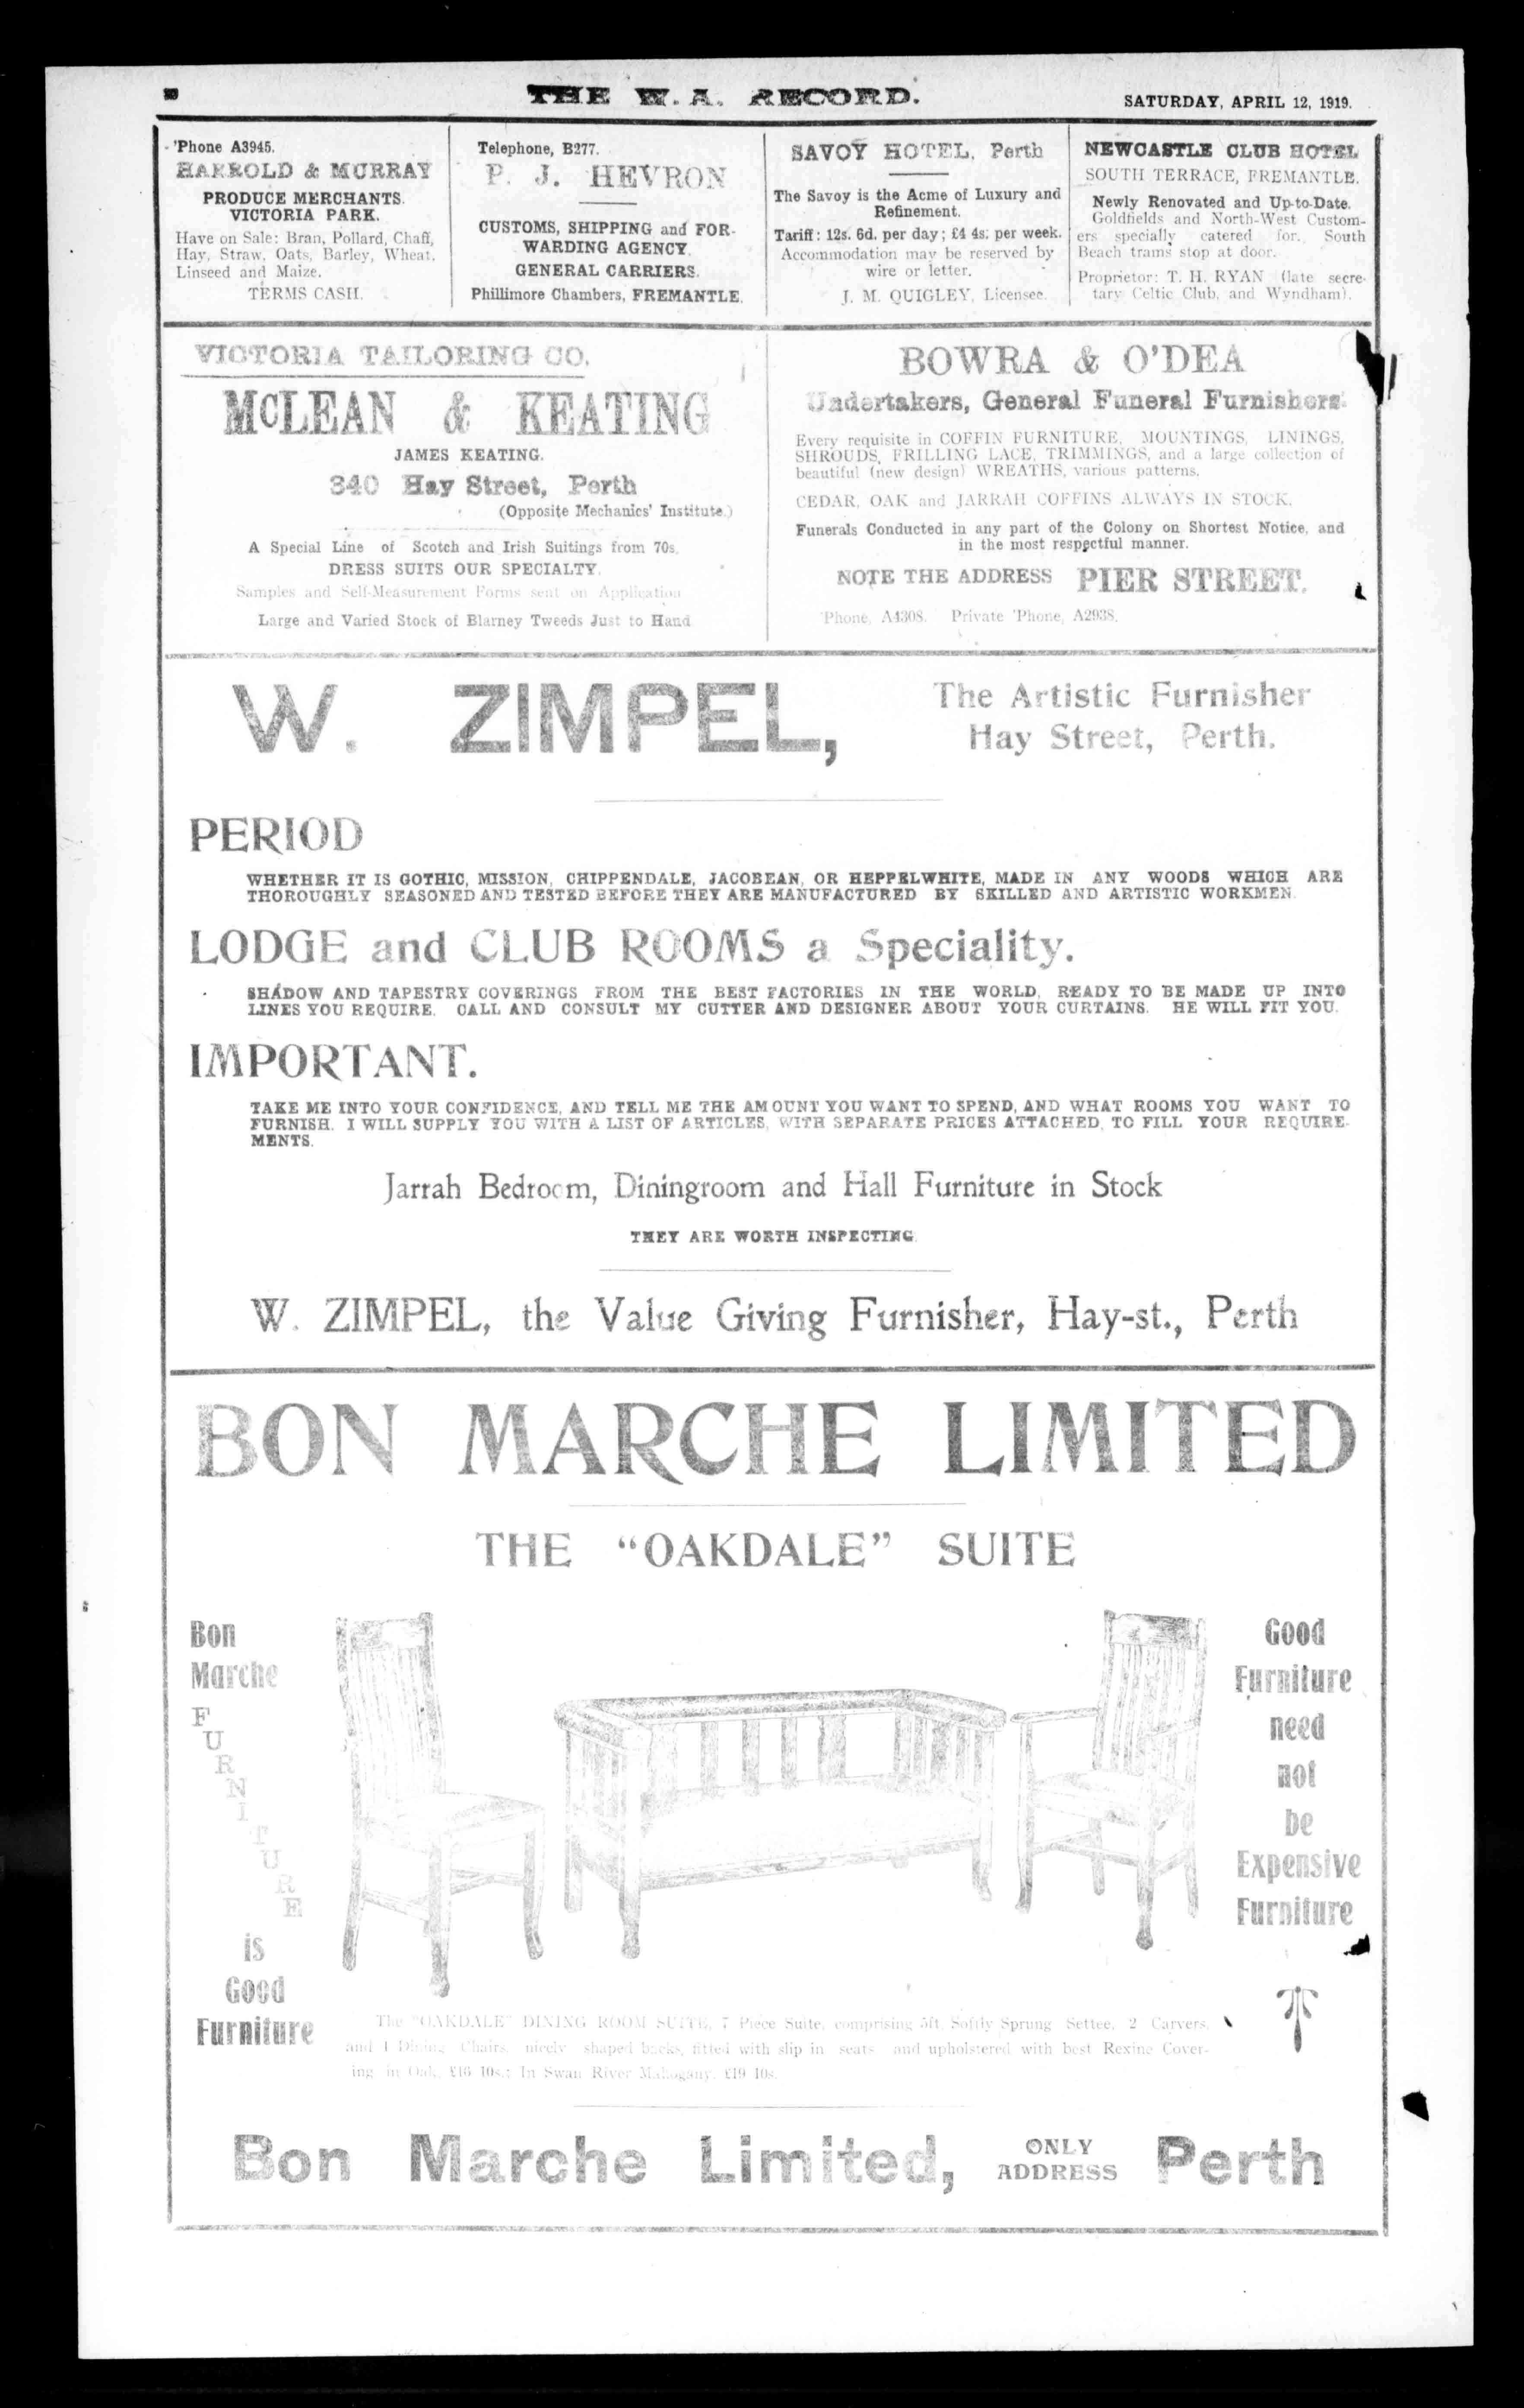 THE W.A. RECORD.
SATURDAY, APRIL 12, 1919.
'Phone A3945.
HARROLD & MURRAY
PRODUCE MERCHANTS.
VICTORIA PARK.
Have on Sale: Bran, Pollard, Chaff,
Hay, Straw, Oats, Barley, Wheat,
Linseed and Maize.
TERMS CASH.
Telephone, B277.
P. J. HEVRON
CUSTOMS, SHIPPING and FOR-
WARDING AGENCY.
GENERAL CARRIERS.
Phillimore Chambers, FREMANTLE.
SAVOY HOTEL, Perth
The Savoy is the Acme of Luxury and
Refinement.
Tariff: 12s. 6d. per day; £4 4s. per week.
Accommodation may be reserved by
wire or letter.
J. M. QUIGLEY, Licensee.
NEWCASTLE CLUB HOTEL
SOUTH TERRACE, FREMANTLE.
Newly Renovated and Up-to-Date.
Goldfields and North-West Custom-
ers specially catered for. South
Beach trams stop at door.
Proprietor: T. H. RYAN (late secre-
tary Celtic Club, and Wyndham).
VICTORIA TAILORING CO.
McLEAN & KEATING
JAMES KEATING.
340 Hay Street, Perth
(Opposite Mechanics' Institute.)
A Special Line of Scotch and Irish Suitings from 70s.
DRESS SUITS OUR SPECIALTY.
Samples and Self-Measurement Forms sent on Application
Large and Varied Stock of Blarney Tweeds Just to Hand
BOWRA & O'DEA
Undertakers, General Funeral Furnishers.
Every requisite in COFFIN FURNITURE, MOUNTINGS, LININGS,
SHROUDS, FRILLING LACE, TRIMMINGS, and a large collection of
beautiful (new design) WREATHS, various patterns.
CEDAR, OAK and JARRAH COFFINS ALWAYS IN STOCK.
Funerals Conducted in any part of the Colony on Shortest Notice, and
in the most respectful manner.
NOTE THE ADDRESS PIER STREET.
'Phone, A4308. Private 'Phone, A2938.
W. ZIMPEL,
The Artistic Furnisher
Hay Street, Perth.
PERIOD
WHETHER IT IS GOTHIC, MISSION, CHIPPENDALE, JACOBEAN, OR HEPPELWHITE, MADE IN ANY WOODS WHICH ARE
THOROUGHLY SEASONED AND TESTED BEFORE THEY ARE MANUFACTURED BY SKILLED AND ARTISTIC WORKMEN.
LODGE and CLUB ROOMS a Speciality.
SHADOW AND TAPESTRY COVERINGS FROM THE BEST FACTORIES IN THE WORLD, READY TO BE MADE UP INTO
LINES YOU REQUIRE. CALL AND CONSULT MY CUTTER AND DESIGNER ABOUT YOUR CURTAINS. HE WILL FIT YOU.
IMPORTANT.
TAKE ME INTO YOUR CONFIDENCE, AND TELL ME THE AMOUNT YOU WANT TO SPEND, AND WHAT ROOMS YOU WANT TO
FURNISH. I WILL SUPPLY YOU WITH A LIST OF ARTICLES, WITH SEPARATE PRICES ATTACHED, TO FILL YOUR REQUIRE-
MENTS.
Jarrah Bedroom, Diningroom and Hall Furniture in Stock
THEY ARE WORTH INSPECTING.
W. ZIMPEL, the Value Giving Furnisher, Hay-st., Perth
BON MARCHE LIMITED
THE "OAKDALE" SUITE
Bon
Marche
FURNITURE
is
Good
Furniture
Good
Furniture
need
not
be
Expensive
Furniture
The "OAKDALE" DINING ROOM SUITE, 7 Piece Suite, comprising 5ft. Softly Sprung Settee, 2 Carvers,
and 4 Dining Chairs, nicely shaped backs, fitted with slip in seats and upholstered with best Rexine Cover-
ing in Oak, £16 10s.; In Swan River Mahogany, £19 10s.
Bon Marche Limited, ONLY ADDRESS Perth